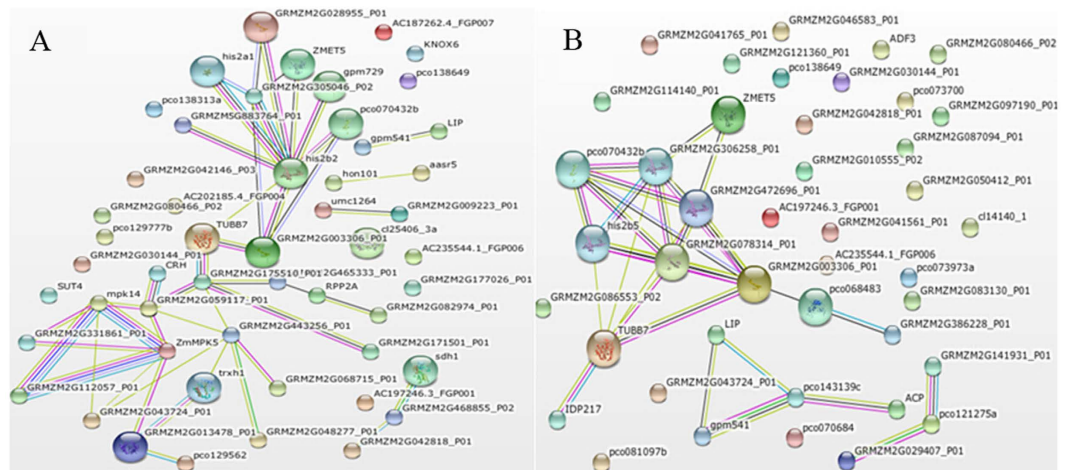 A
GRMZM2G028955_P01
AC187262.4_FGP007
his2a1
ZMET5
KNOX6
gpm729
pco138649
GRMZM2G305046_P02
pco138313a
pco070432b
GRMZM5G883764_P01
LIP
gpm541
his2b2
aasr5
GRMZM2G042146_P03
hon101
AC202185.4_FGP004
umc1264
GRMZM2G009223_P01
GRMZM2G080466_P02
TUBB7
cl25406_3a
pco129777b
GRMZM2G003306_P01
AC235544.1_FGP006
GRMZM2G030144_P01
CRH
GRMZM2G175510_P01
GRMZM2G465333_P01
GRMZM2G177026_P01
SUT4
RPP2A
mpk14
GRMZM2G059117_P01
GRMZM2G082974_P01
GRMZM2G443256_P01
GRMZM2G331861_P01
ZmMPK5
GRMZM2G171501_P01
sdh1
GRMZM2G112057_P01
trxh1
GRMZM2G068715_P01
AC197246.3_FGP001
GRMZM2G043724_P01
GRMZM2G468855_P02
GRMZM2G013478_P01
GRMZM2G048277_P01
GRMZM2G042818_P01
pco129562
B
GRMZM2G046583_P01
GRMZM2G041765_P01
ADF3
GRMZM2G121360_P01
GRMZM2G080466_P02
pco138649
GRMZM2G030144_P01
GRMZM2G114140_P01
ZMET5
pco073700
GRMZM2G097190_P01
GRMZM2G042818_P01
GRMZM2G087094_P01
pco070432b
GRMZM2G306258_P01
GRMZM2G010555_P02
GRMZM2G472696_P01
GRMZM2G050412_P01
AC197246.3_FGP001
his2b5
GRMZM2G041561_P01
cl14140_1
GRMZM2G078314_P01
AC235544.1_FGP006
GRMZM2G003306_P01
pco073973a
GRMZM2G086553_P02
pco068483
GRMZM2G083130_P01
TUBB7
LIP
GRMZM2G386228_P01
GRMZM2G141931_P01
GRMZM2G043724_P01
pco143139c
IDP217
ACP
gpm541
pco121275a
pco070684
pco081097b
GRMZM2G029407_P01